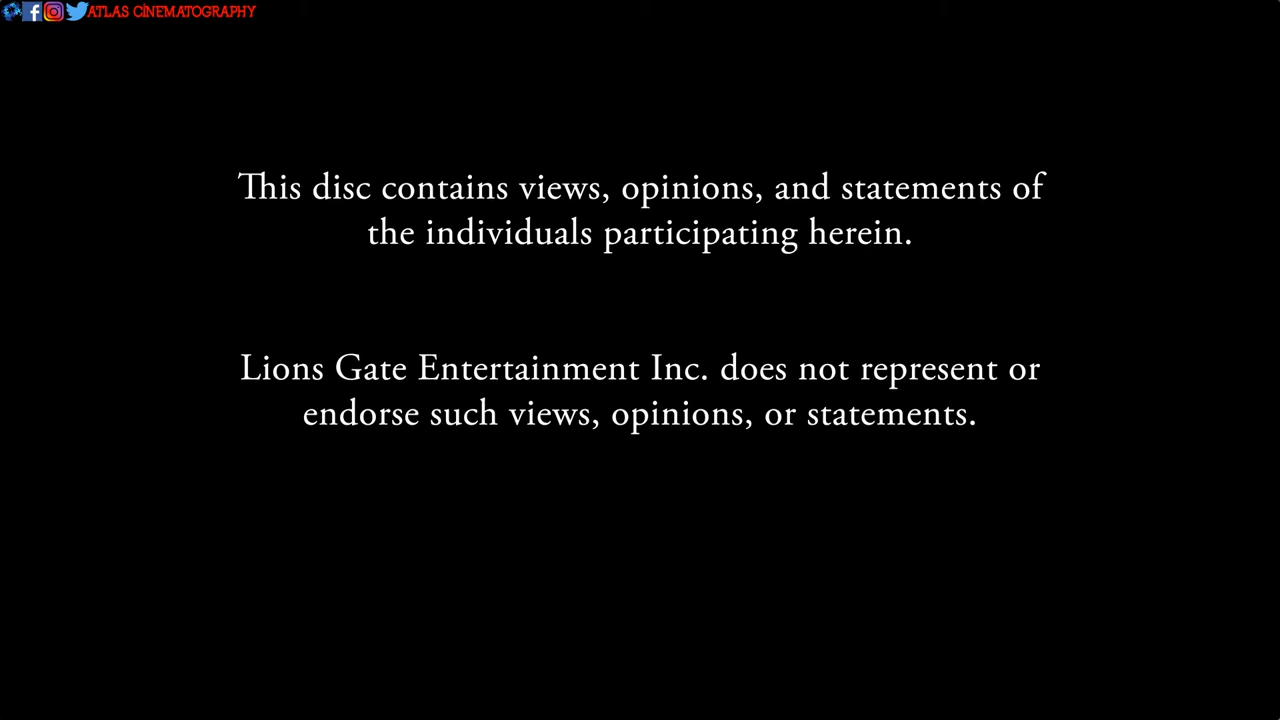 ATLAS CINEMATOGRAPHY
This disc contains views, opinions, and statements of
the individuals participating herein.
Lions Gate Entertainment Inc. does not represent or
endorse such views, opinions, or statements.